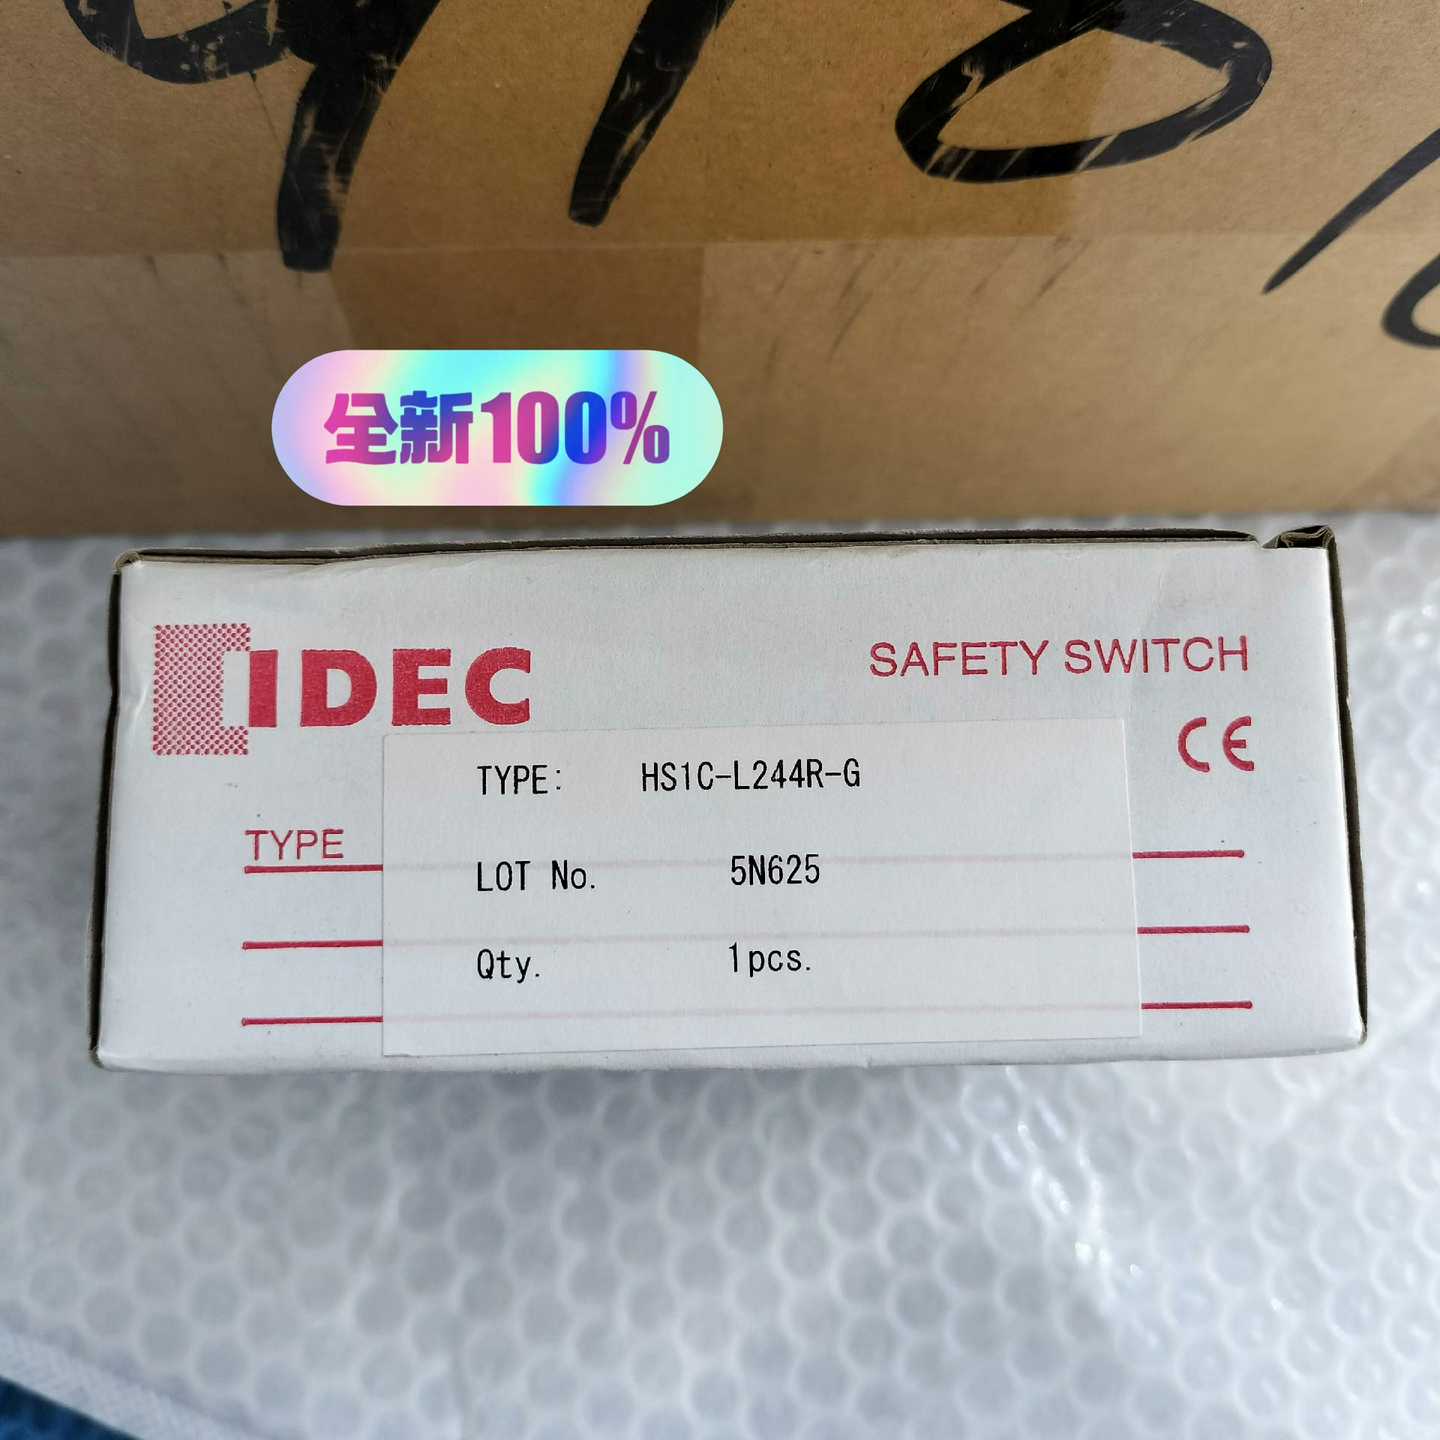 全新100%
IDEC
SAFETY SWITCH
CE
TYPE: HS1C-L244R-G
TYPE
LOT No. 5N625
Qty. 1pcs.